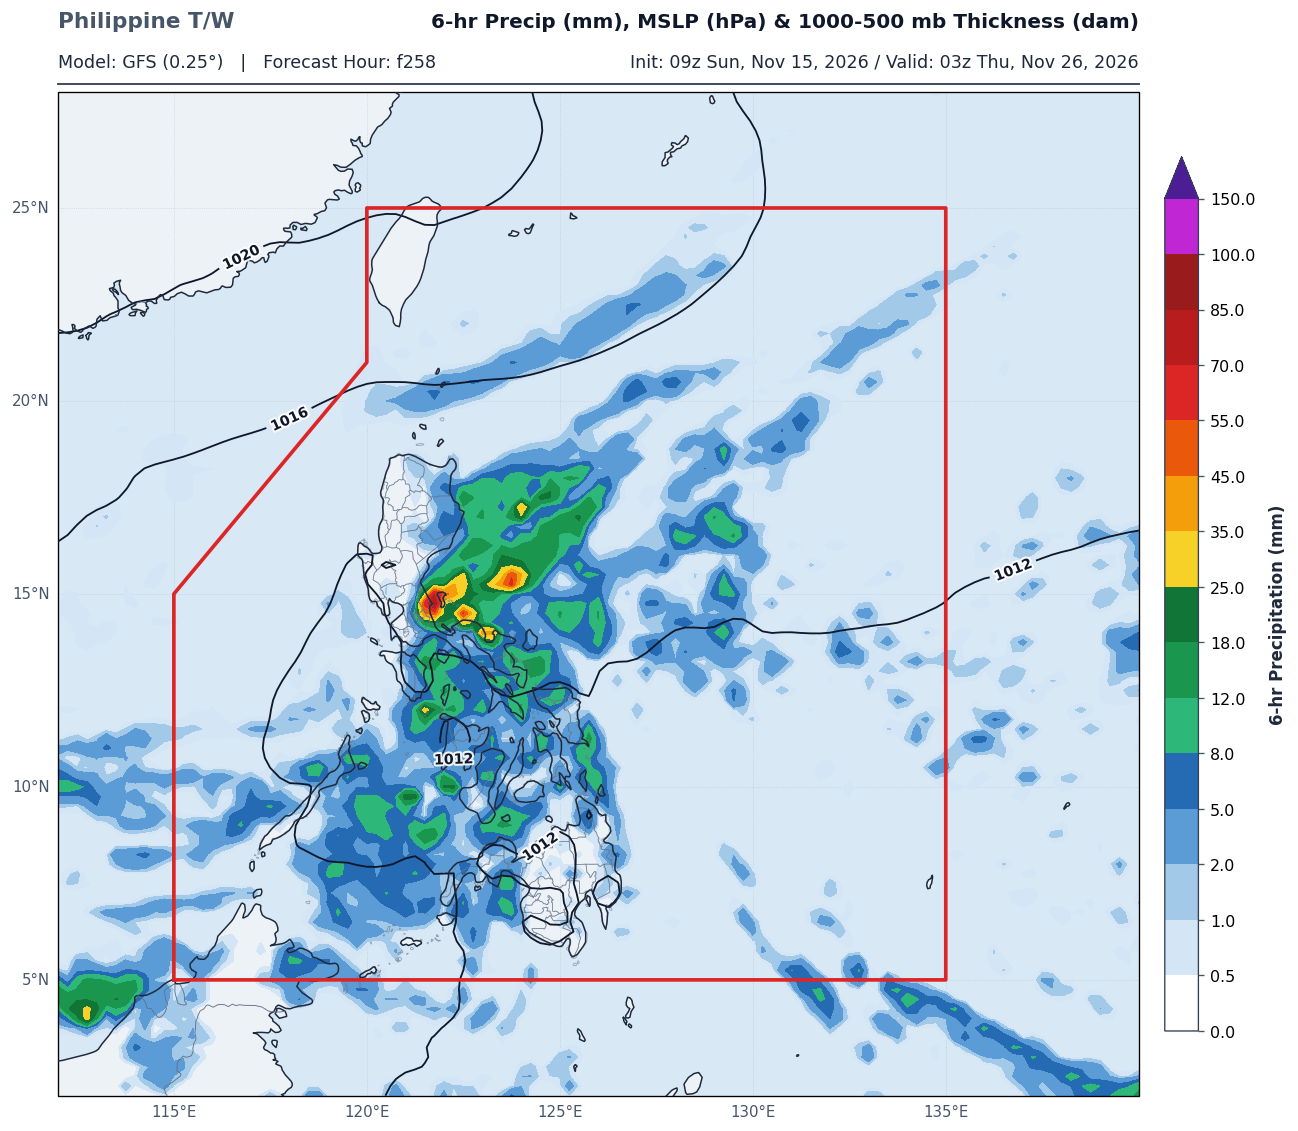 Philippine T/W
6-hr Precip (mm), MSLP (hPa) & 1000-500 mb Thickness (dam)
Model: GFS (0.25°)   |   Forecast Hour: f258
Init: 09z Sun, Nov 15, 2026 / Valid: 03z Thu, Nov 26, 2026
25°N
20°N
15°N
10°N
5°N
115°E
120°E
125°E
130°E
135°E
1020
1016
1012
1012
1012
150.0
100.0
85.0
70.0
55.0
45.0
35.0
25.0
18.0
12.0
8.0
5.0
2.0
1.0
0.5
0.0
6-hr Precipitation (mm)